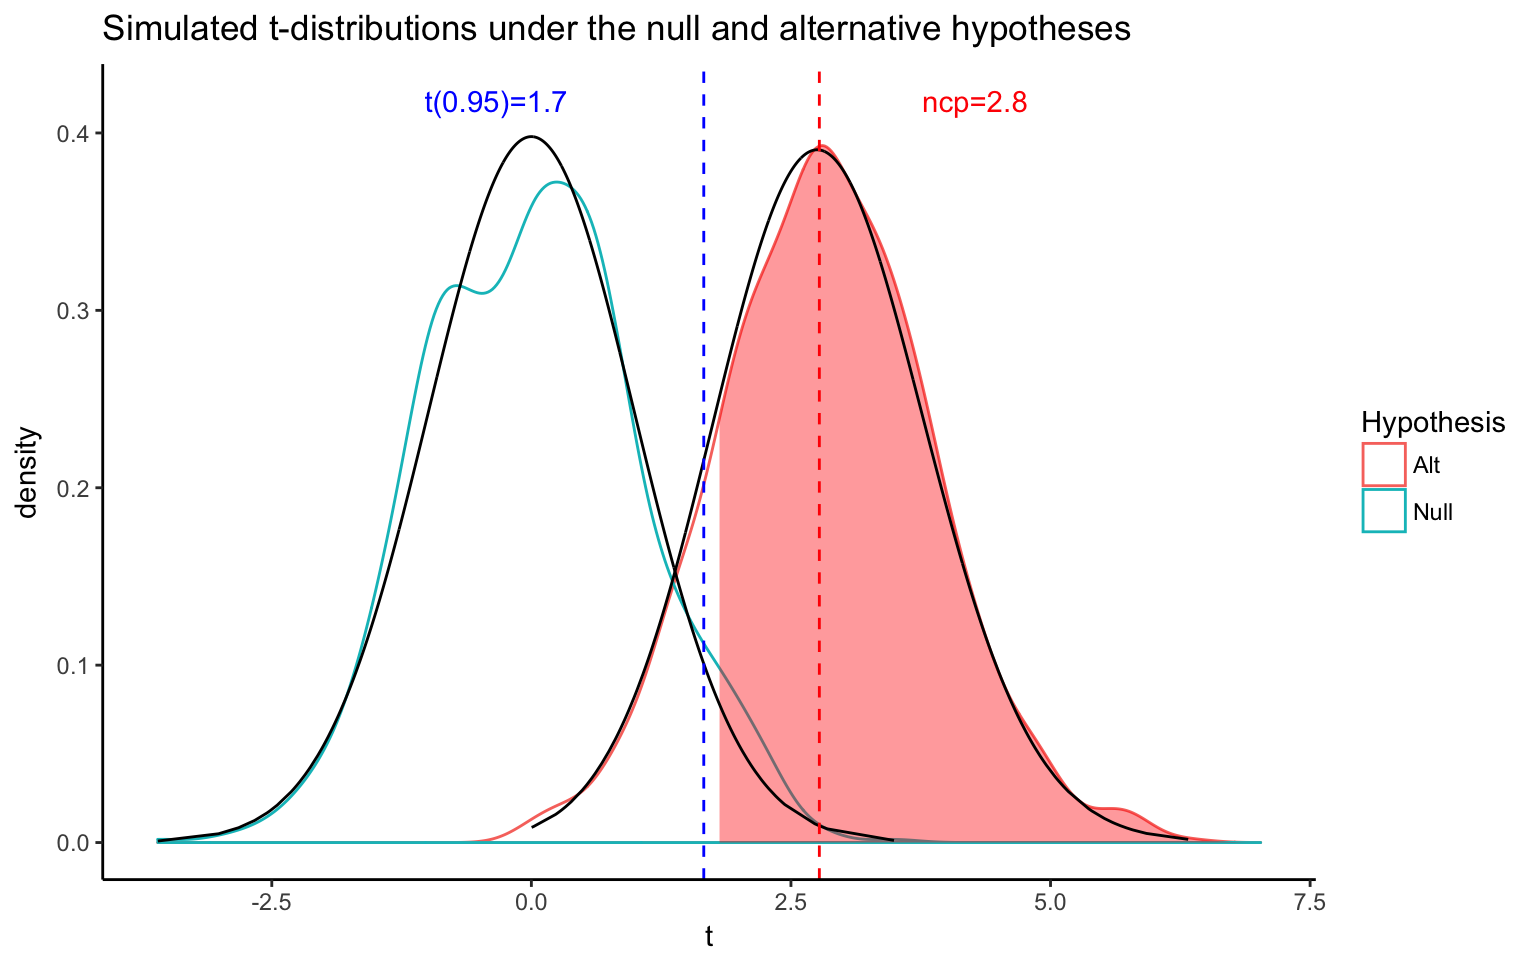 Simulated t-distributions under the null and alternative hypotheses
t(0.95)=1.7
ncp=2.8
0.4
0.3
0.2
0.1
0.0
density
-2.5
0.0
2.5
5.0
7.5
t
Hypothesis
Alt
Null